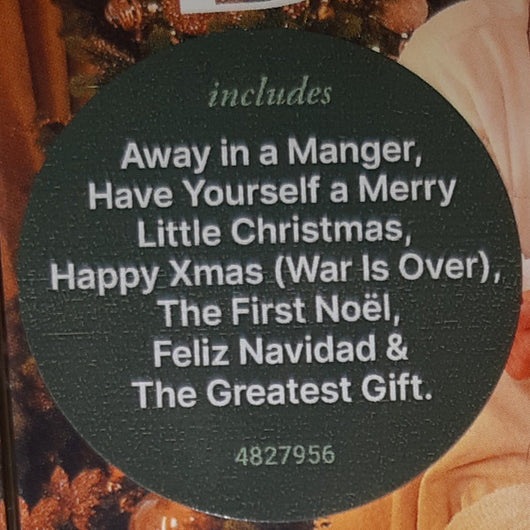 includes
Away in a Manger,
Have Yourself a Merry
Little Christmas,
Happy Xmas (War Is Over),
The First Noël,
Feliz Navidad &
The Greatest Gift.
4827956